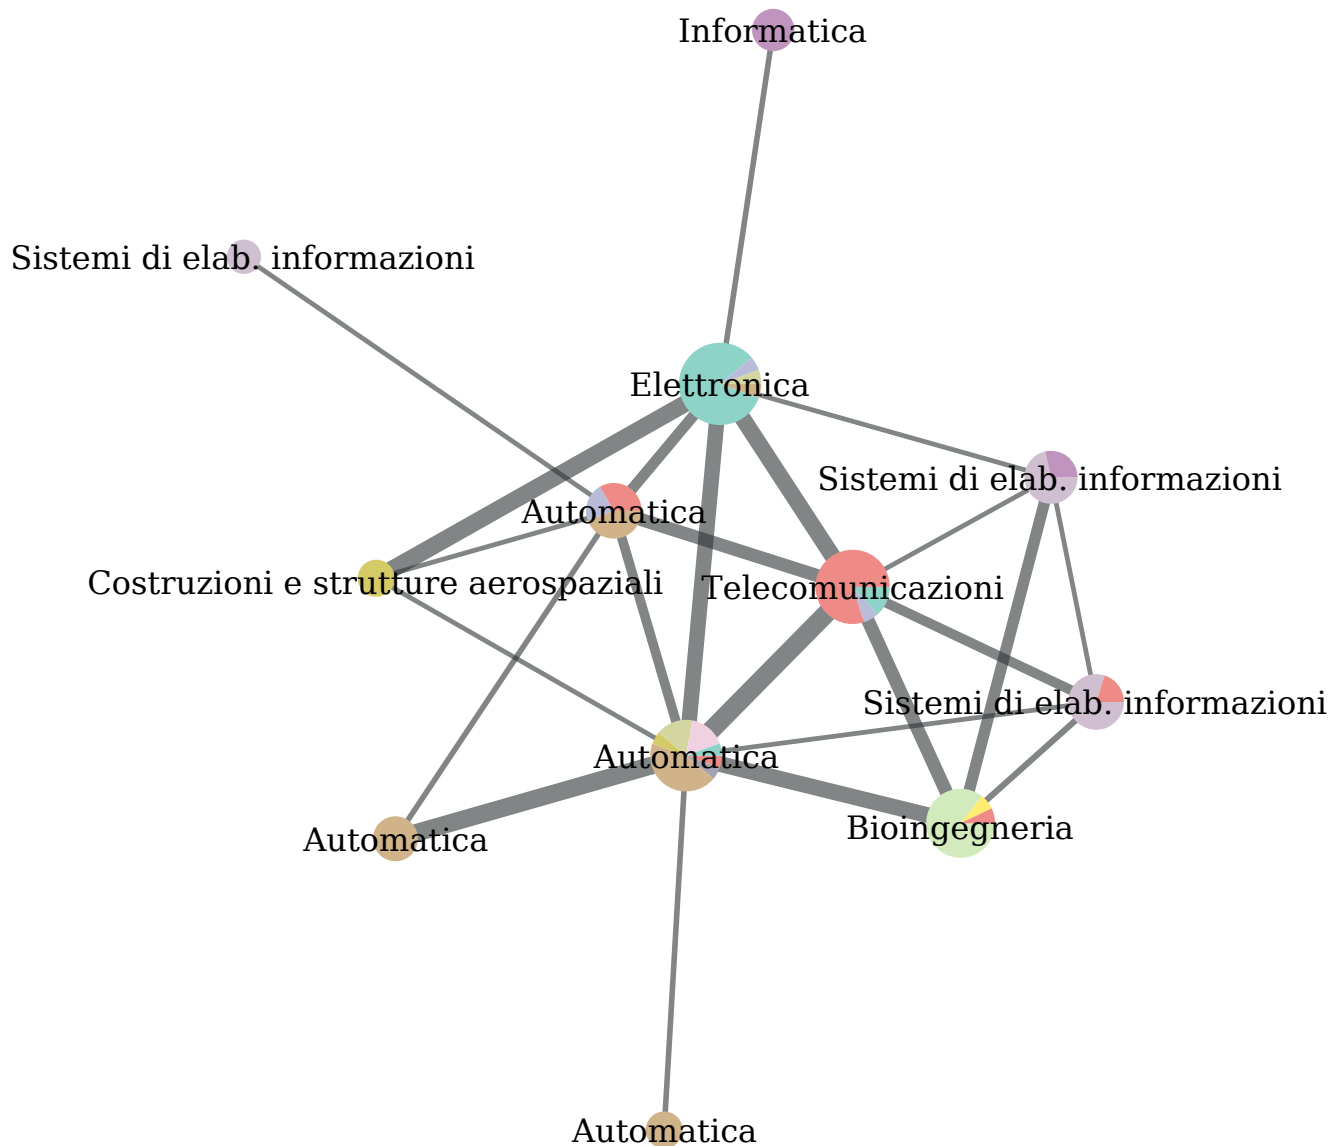 Informatica
Sistemi di elab. informazioni
Elettronica
Sistemi di elab. informazioni
Automatica
Costruzioni e strutture aerospaziali
Telecomunicazioni
Sistemi di elab. informazioni
Automatica
Bioingegneria
Automatica
Automatica